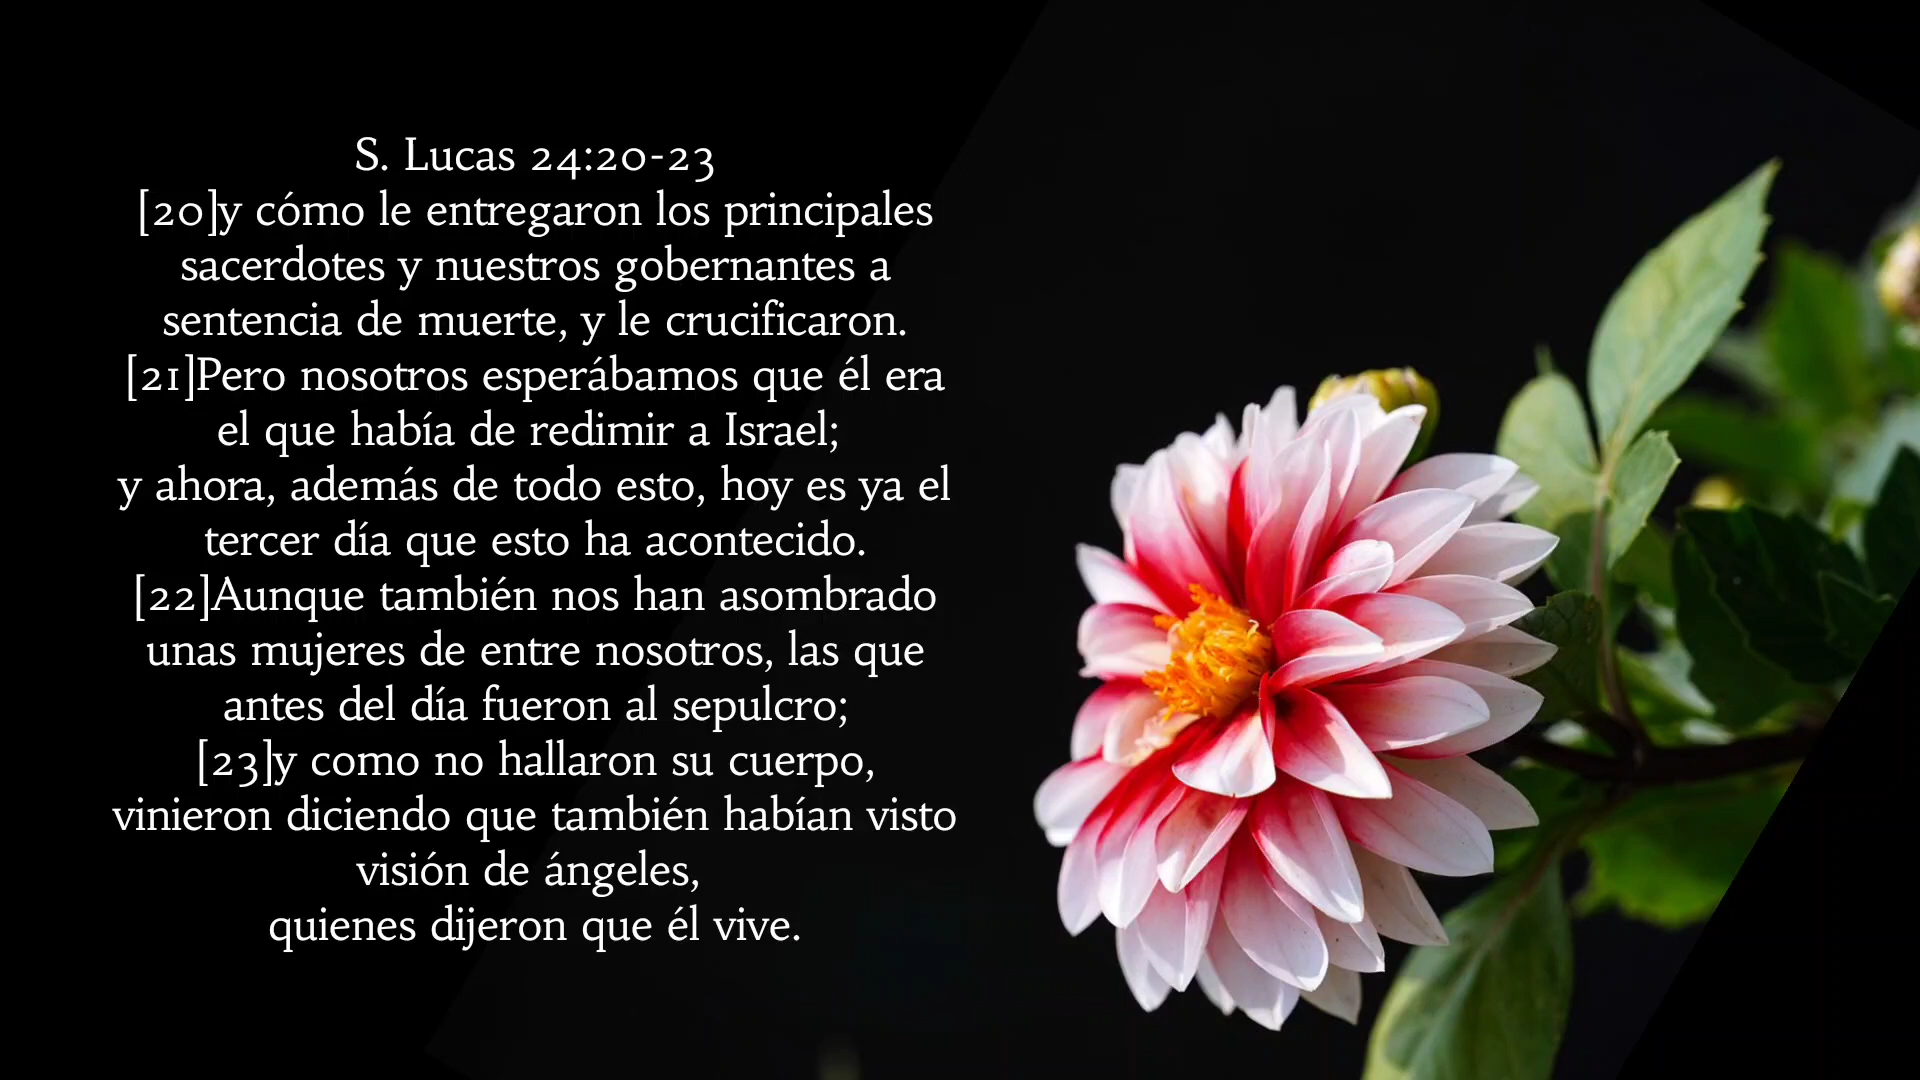 S. Lucas 24:20-23
[20]y cómo le entregaron los principales
sacerdotes y nuestros gobernantes a
sentencia de muerte, y le crucificaron.
[21]Pero nosotros esperábamos que él era
el que había de redimir a Israel;
y ahora, además de todo esto, hoy es ya el
tercer día que esto ha acontecido.
[22]Aunque también nos han asombrado
unas mujeres de entre nosotros, las que
antes del día fueron al sepulcro;
[23]y como no hallaron su cuerpo,
vinieron diciendo que también habían visto
visión de ángeles,
quienes dijeron que él vive.